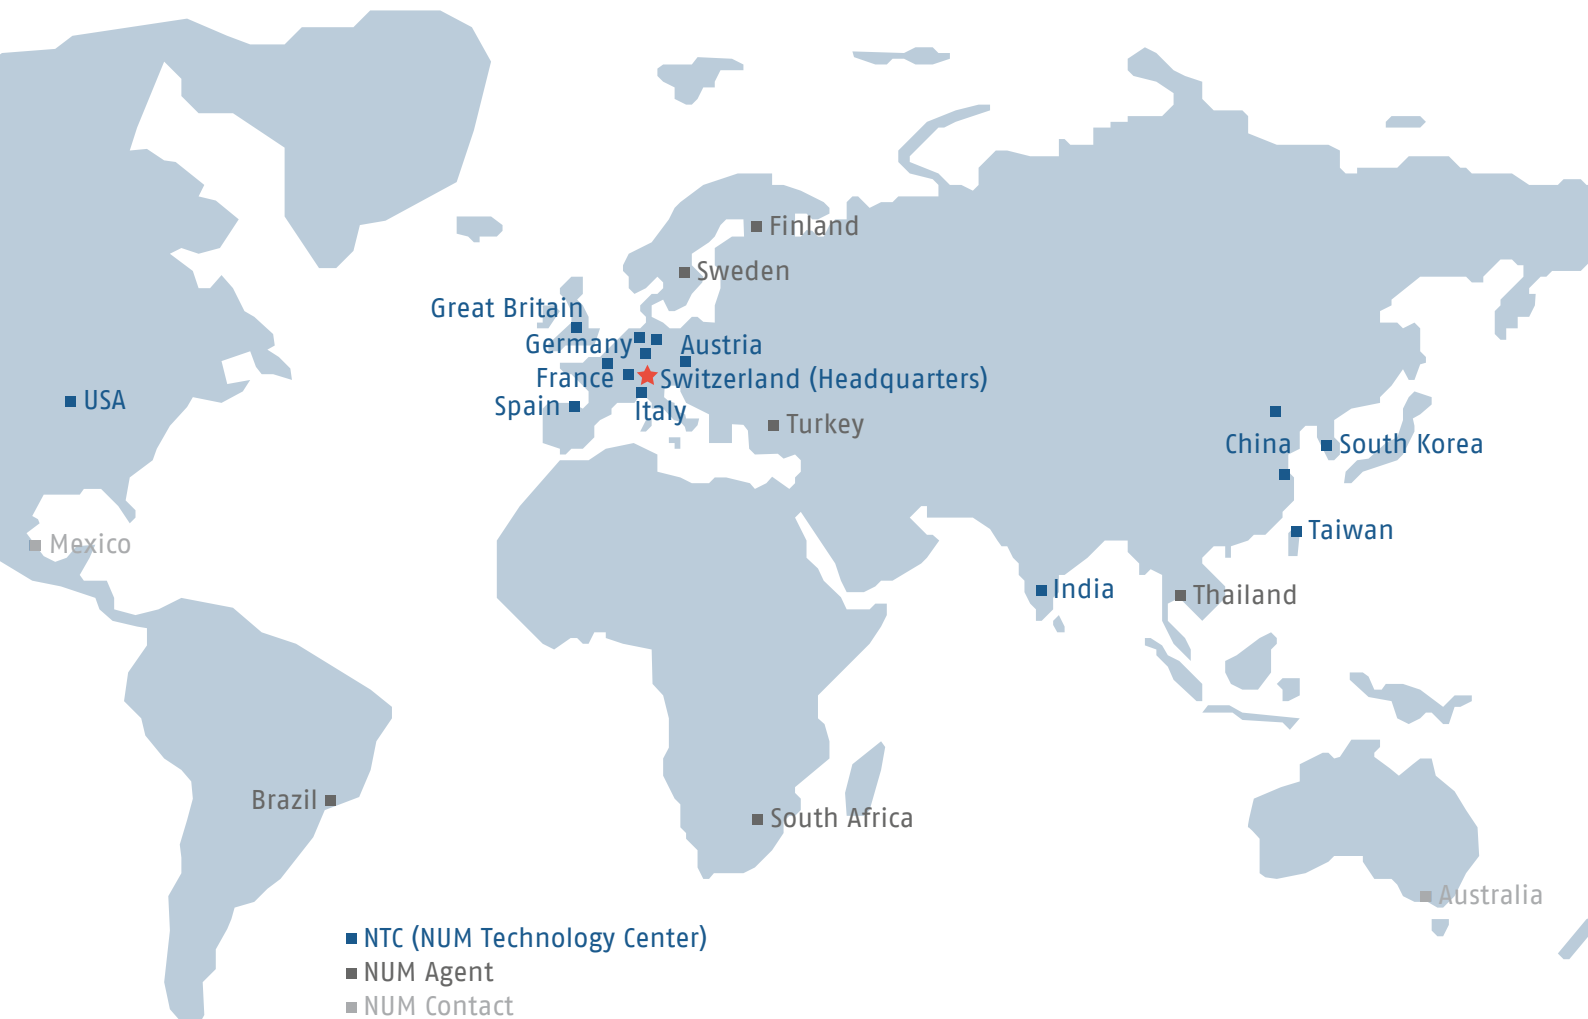 Finland
Sweden
Great Britain
Germany
Austria
France
Switzerland (Headquarters)
USA
Spain
Italy
Turkey
China
South Korea
Taiwan
Mexico
India
Thailand
Brazil
South Africa
Australia
NTC (NUM Technology Center)
NUM Agent
NUM Contact